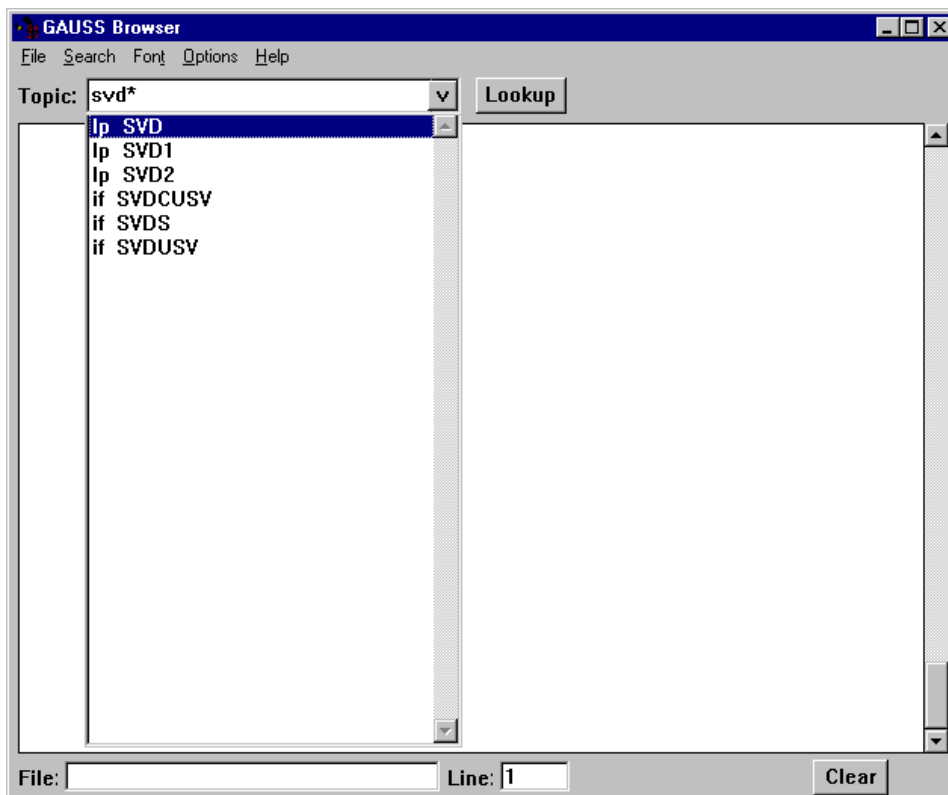 GAUSS Browser
File Search Font Options Help
Topic: svd* v Lookup
lp SVD
lp SVD1
lp SVD2
if SVDCUSV
if SVDS
if SVDUSV
File: Line: 1 Clear